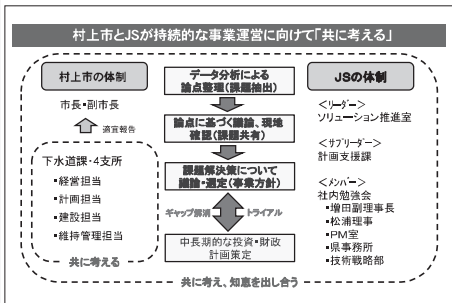 村上市とJSが持続的な事業運営に向けて「共に考える」
村上市の体制
市長・副市長
適宜報告
下水道課・4支所
・経営担当
・計画担当
・建設担当
・維持管理担当
共に考える
データ分析による
論点整理(課題抽出)
論点に基づく議論、現地
確認(課題共有)
課題解決策について
議論・選定(事業方針)
ギャップ解消
トライアル
中長期的な投資・財政
計画策定
JSの体制
＜リーダー＞
ソリューション推進室
＜サブリーダー＞
計画支援課
＜メンバー＞
社内勉強会
・増田副理事長
・松浦理事
・PM室
・県事務所
・技術戦略部
共に考え、知恵を出し合う